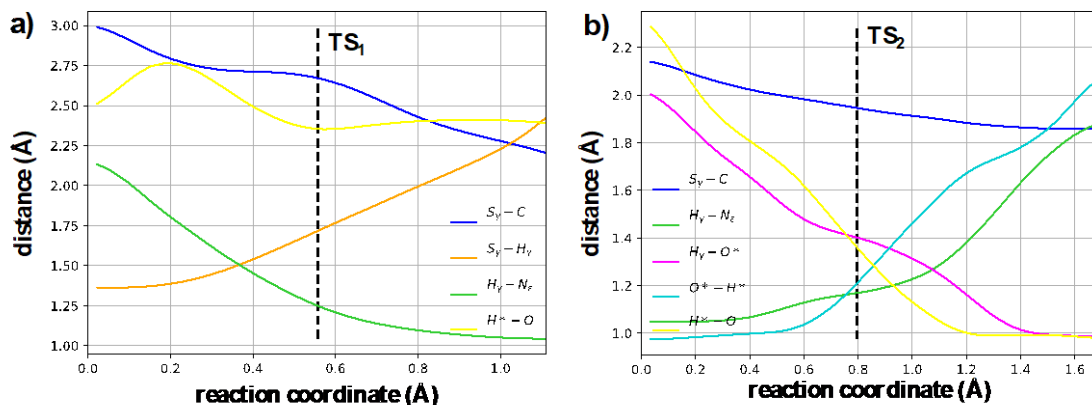 a)
TS₁
3.00
2.75
2.50
2.25
2.00
1.75
1.50
1.25
1.00
distance (Å)
Sγ − C
Sγ − Hγ
Hγ − Nε
H* − O
0.0 0.2 0.4 0.6 0.8 1.0
reaction coordinate (Å)
b)
TS₂
2.2
2.0
1.8
1.6
1.4
1.2
1.0
distance (Å)
Sγ − C
Hγ − Nε
Hγ − O*
O* − H*
H* − O
0.0 0.2 0.4 0.6 0.8 1.0 1.2 1.4 1.6
reaction coordinate (Å)